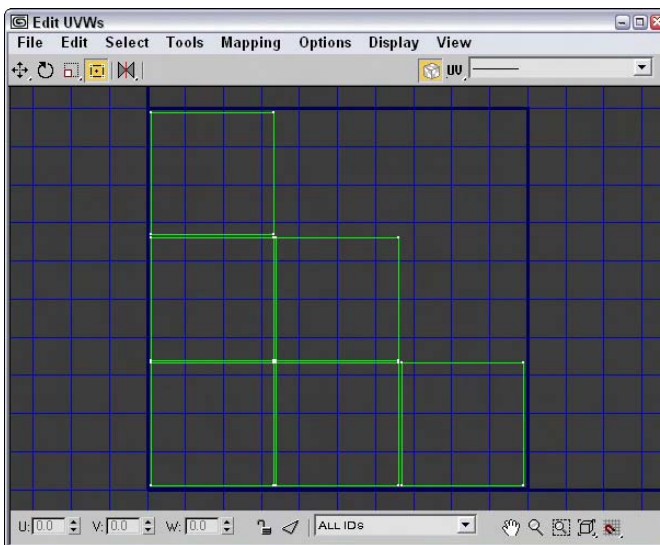 Edit UVWs
File Edit Select Tools Mapping Options Display View
UV
U: 0.0 V: 0.0 W: 0.0 ALL IDs